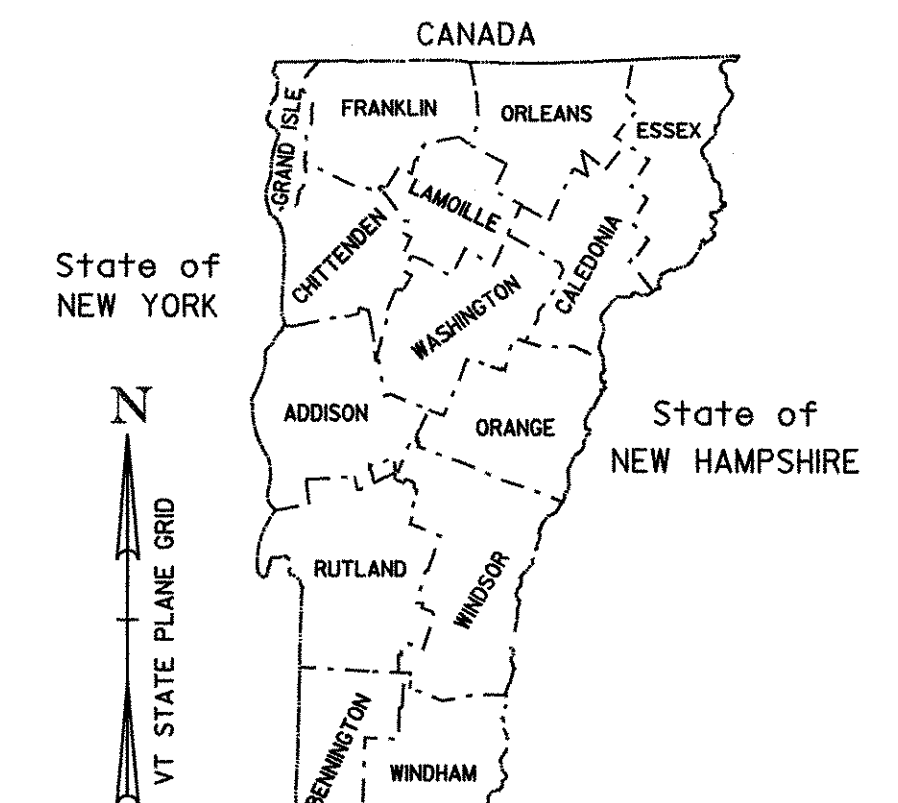 CANADA
FRANKLIN
ORLEANS
ESSEX
GRAND ISLE
LAMOILLE
CHITTENDEN
CALEDONIA
State of
NEW YORK
WASHINGTON
N
ADDISON
ORANGE
State of
NEW HAMPSHIRE
VT STATE PLANE GRID
RUTLAND
WINDSOR
BENNINGTON
WINDHAM